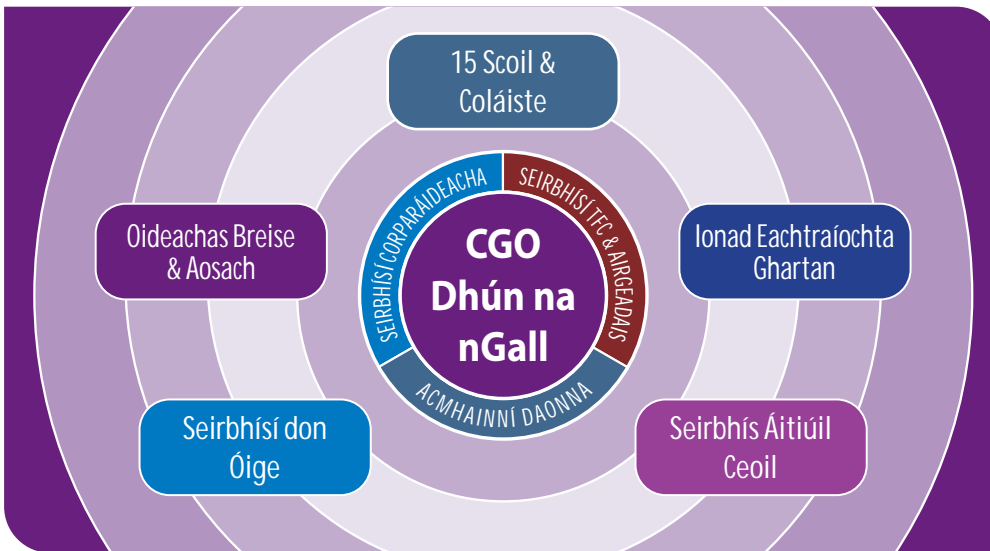 15 Scoil &
Coláiste
SEIRBHÍSÍ CORPARÁIDEACHA
SEIRBHÍSÍ TFC & AIRGEADAIS
Oideachas Breise
& Aosach
CGO
Dhún na
nGall
Ionad Eachtraíochta
Ghartan
ACMHAINNÍ DAONNA
Seirbhísí don
Óige
Seirbhís Áitiúil
Ceoil